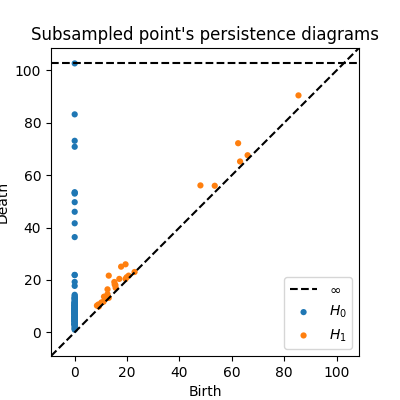 Subsampled point's persistence diagrams
100
80
60
40
20
0
Death
0 20 40 60 80 100
Birth
∞
H₀
H₁